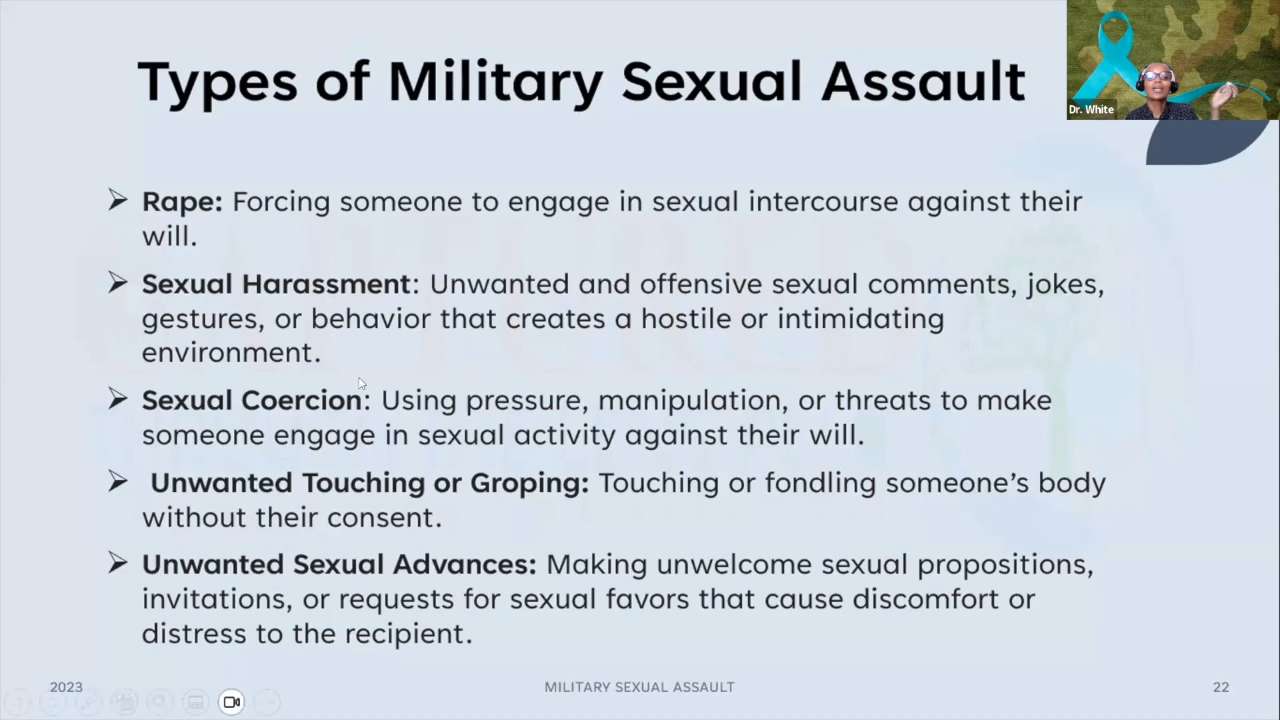 Types of Military Sexual Assault
Dr. White
➢ Rape: Forcing someone to engage in sexual intercourse against their
will.
➢ Sexual Harassment: Unwanted and offensive sexual comments, jokes,
gestures, or behavior that creates a hostile or intimidating
environment.
➢ Sexual Coercion: Using pressure, manipulation, or threats to make
someone engage in sexual activity against their will.
➢ Unwanted Touching or Groping: Touching or fondling someone’s body
without their consent.
➢ Unwanted Sexual Advances: Making unwelcome sexual propositions,
invitations, or requests for sexual favors that cause discomfort or
distress to the recipient.
2023
MILITARY SEXUAL ASSAULT
22